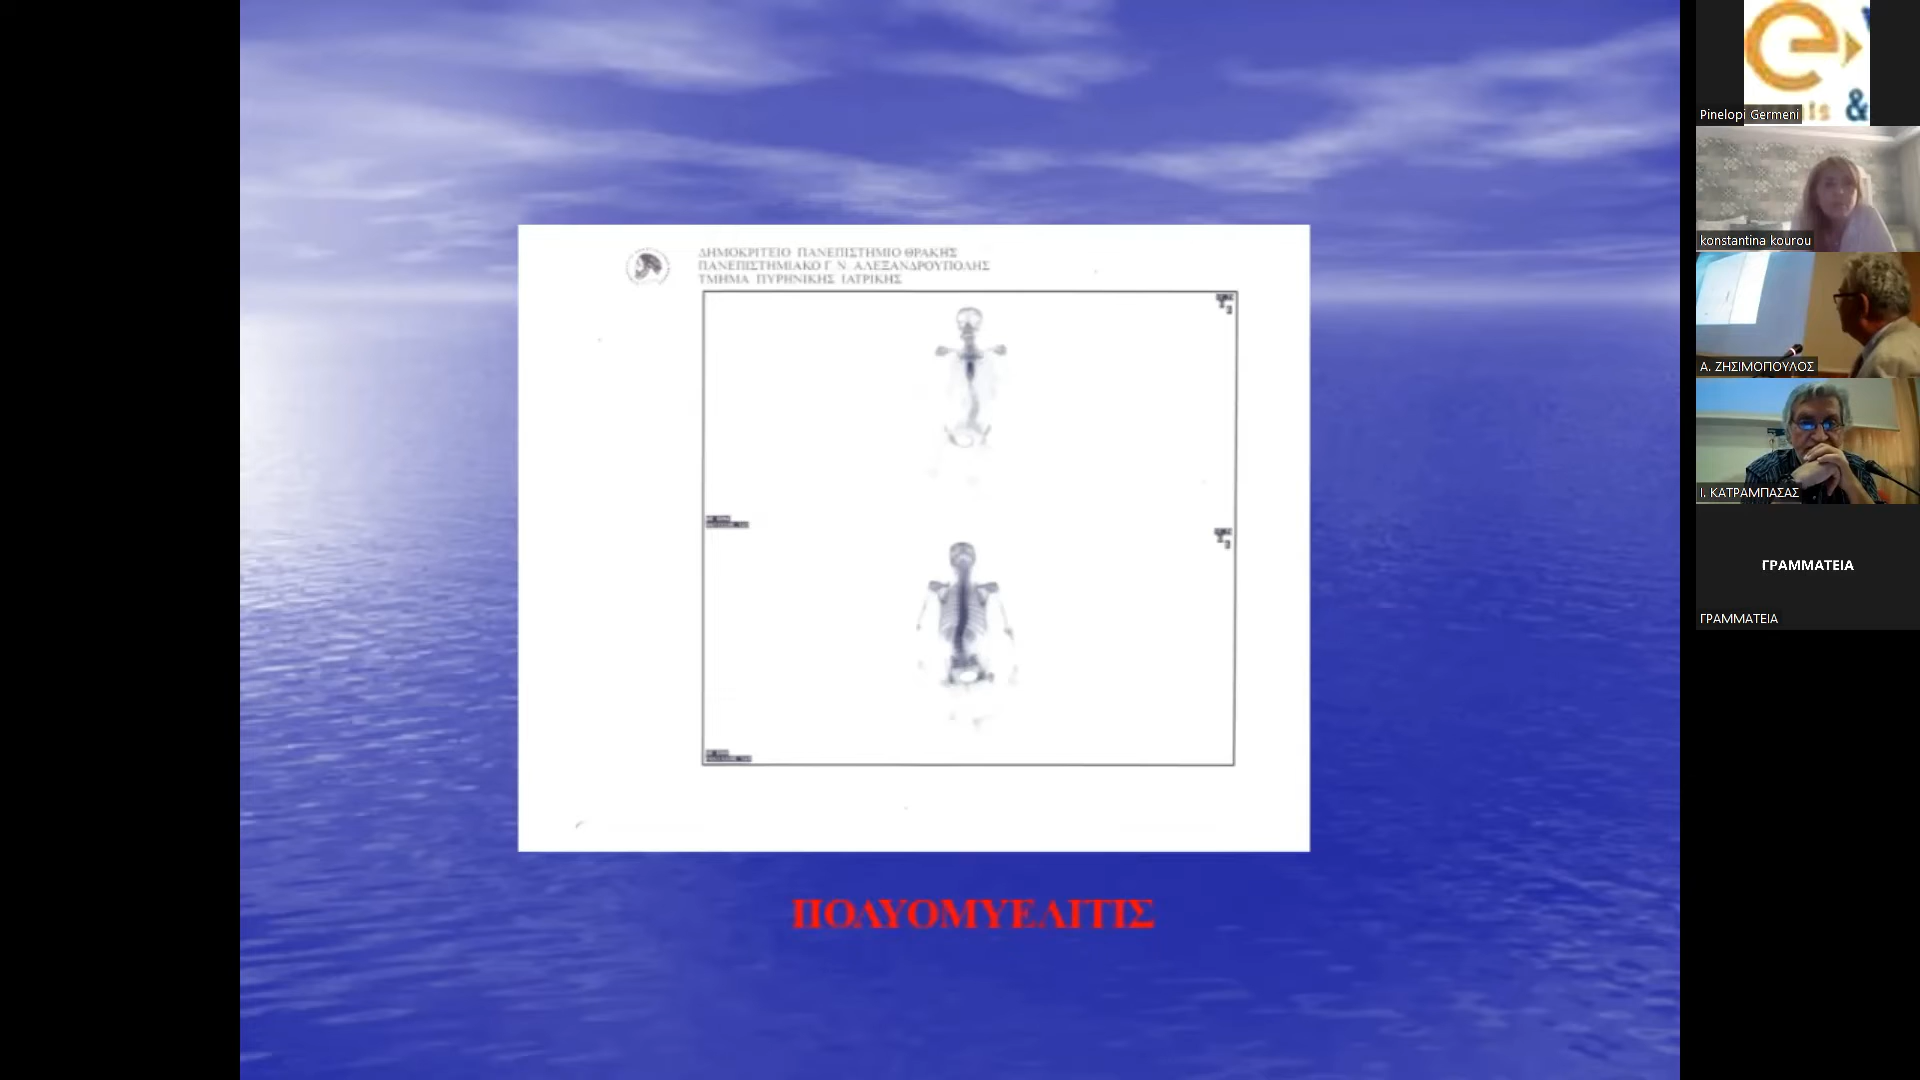 ΔΗΜΟΚΡΙΤΕΙΟ ΠΑΝΕΠΙΣΤΗΜΙΟ ΘΡΑΚΗΣ
ΠΑΝΕΠΙΣΤΗΜΙΑΚΟ Γ. Ν. ΑΛΕΞΑΝΔΡΟΥΠΟΛΗΣ
ΤΜΗΜΑ ΠΥΡΗΝΙΚΗΣ ΙΑΤΡΙΚΗΣ
ΠΟΛΥΟΜΥΕΛΙΤΙΣ
Pinelopi Germeni
konstantina kourou
Α. ΖΗΣΙΜΟΠΟΥΛΟΣ
Ι. ΚΑΤΡΑΜΠΑΣΑΣ
ΓΡΑΜΜΑΤΕΙΑ
ΓΡΑΜΜΑΤΕΙΑ